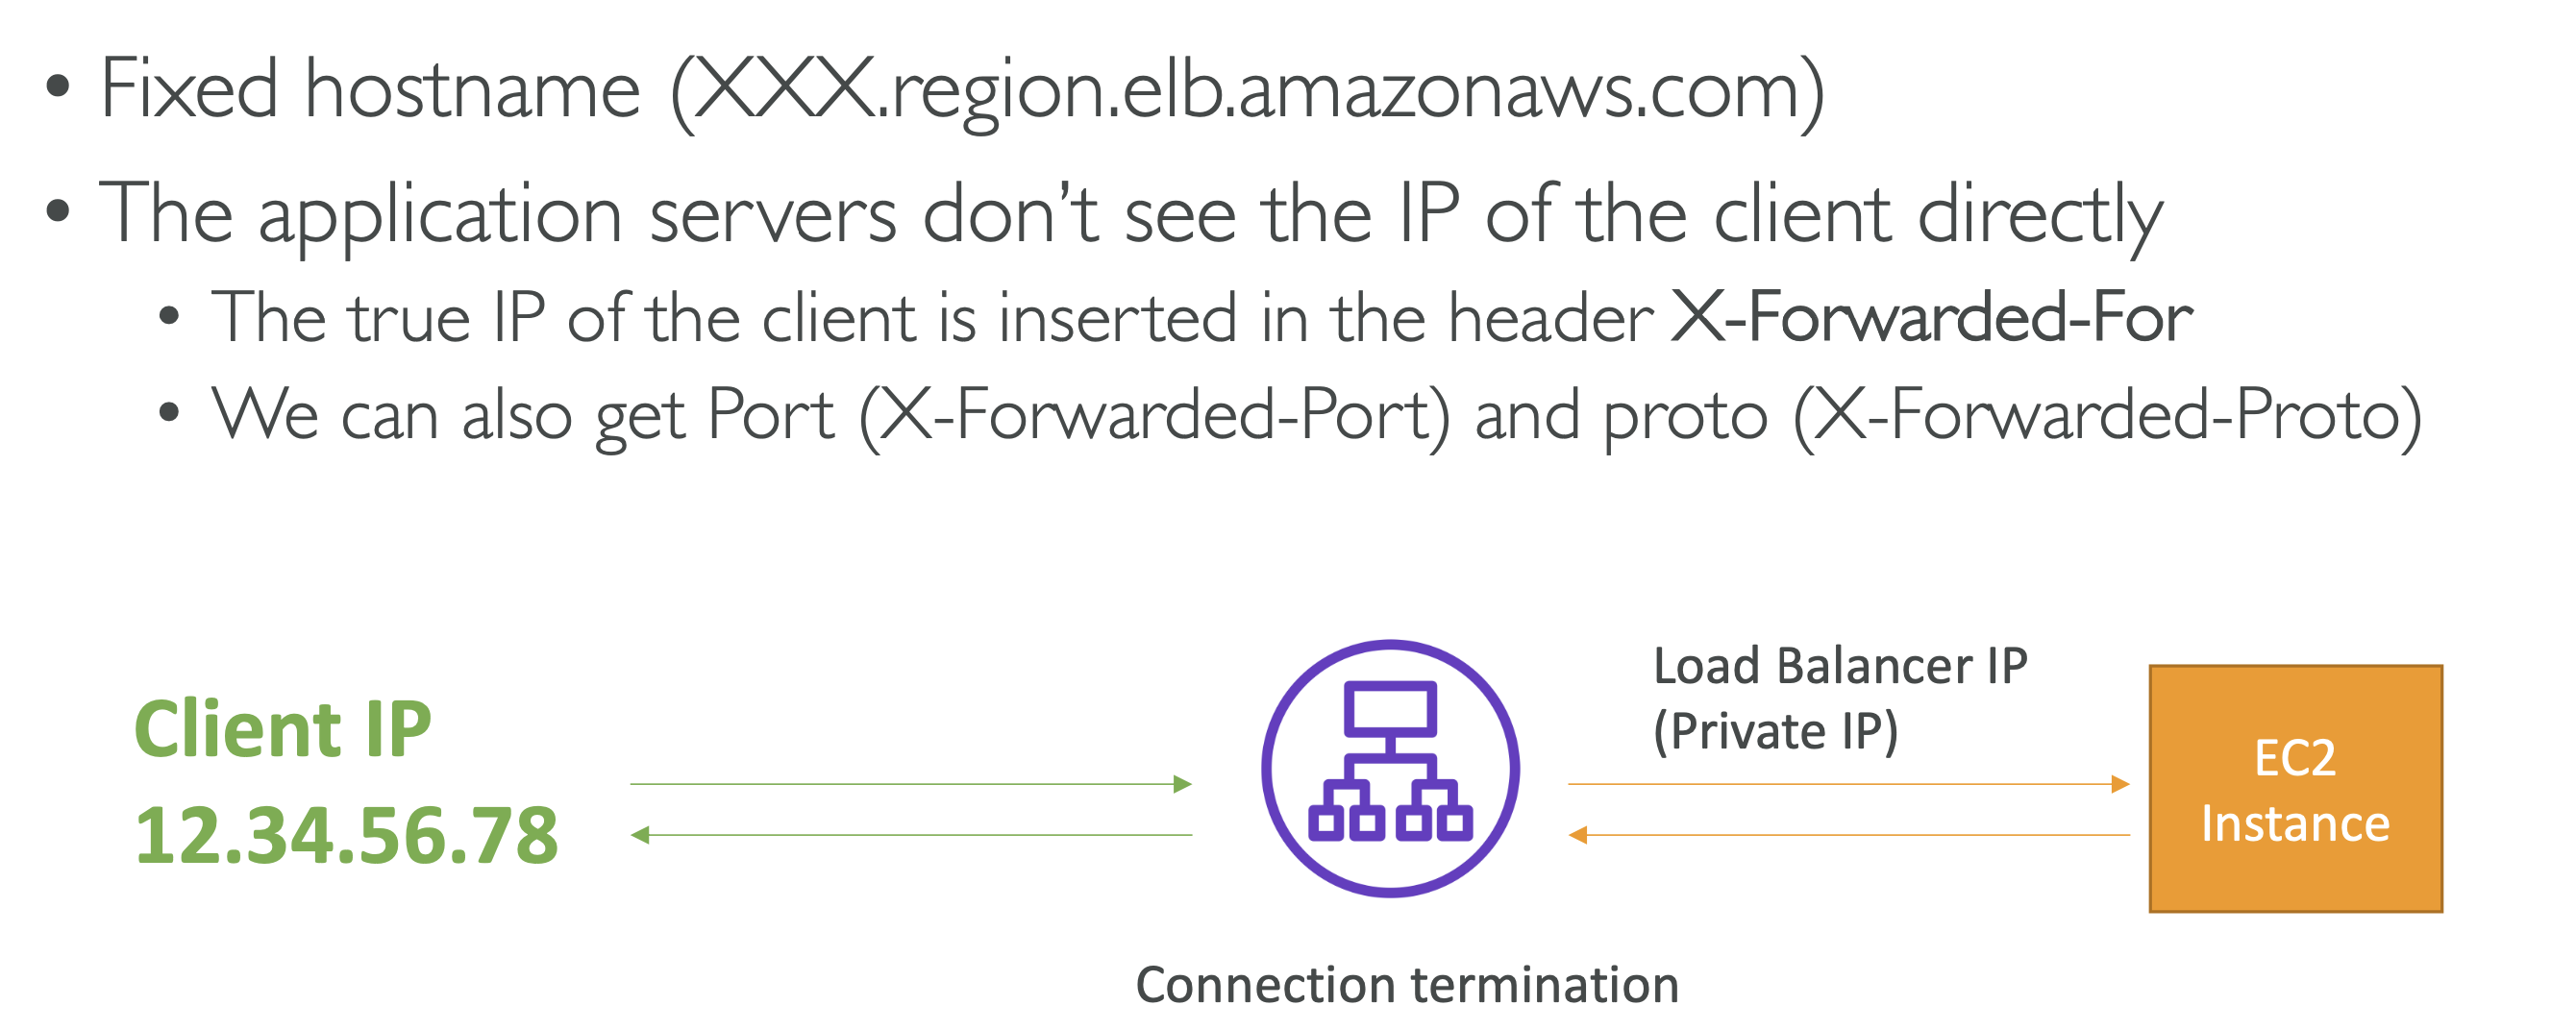 • Fixed hostname (XXX.region.elb.amazonaws.com)
• The application servers don’t see the IP of the client directly
• The true IP of the client is inserted in the header X-Forwarded-For
• We can also get Port (X-Forwarded-Port) and proto (X-Forwarded-Proto)
Client IP
12.34.56.78
Load Balancer IP
(Private IP)
EC2
Instance
Connection termination